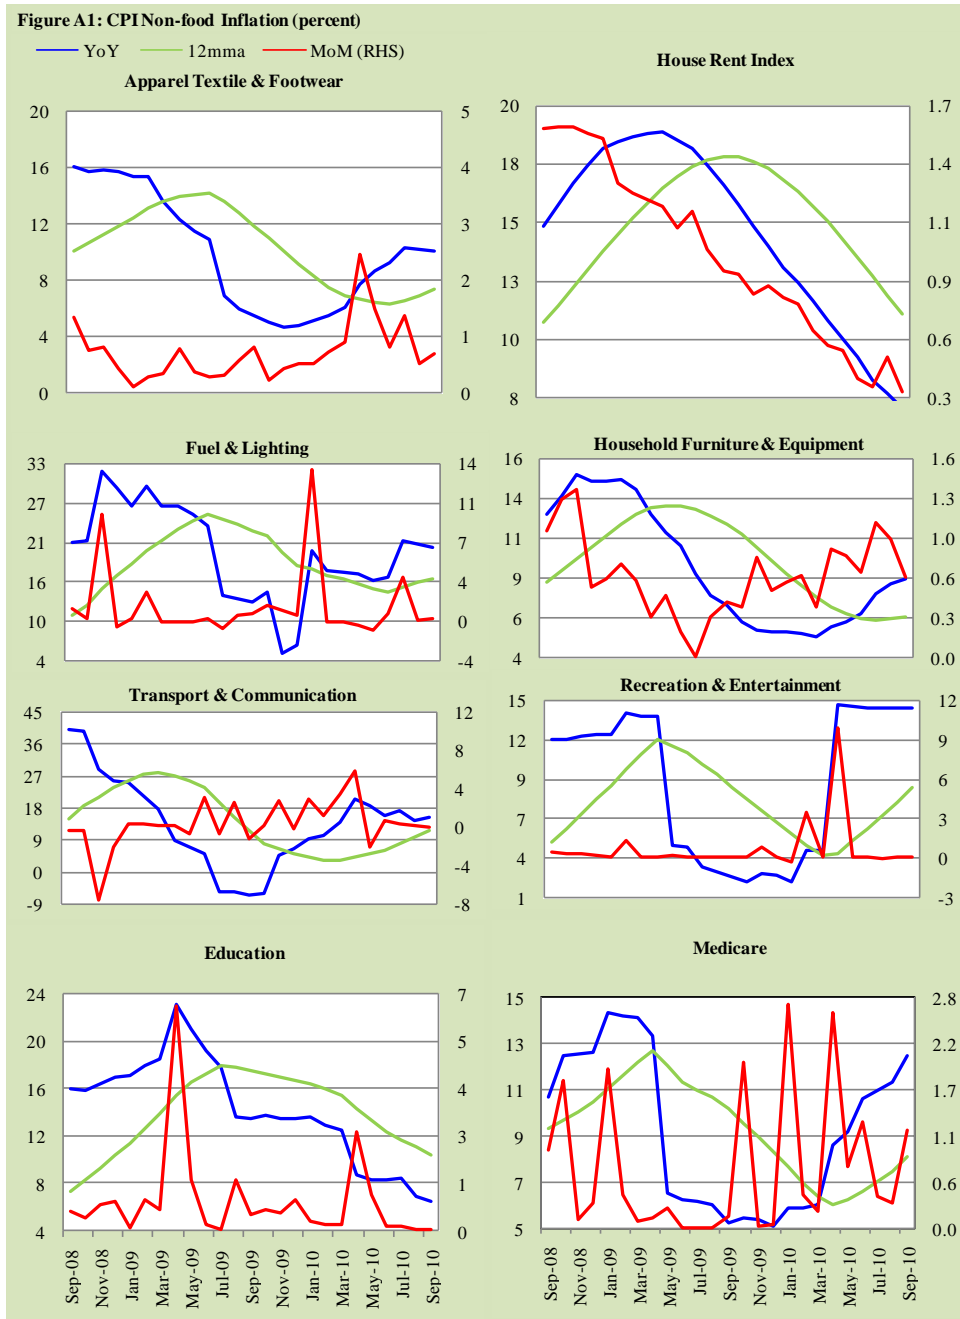 Figure A1: CPI Non-food Inflation (percent)
YoY 12mma MoM (RHS)
Apparel Textile & Footwear
20 16 12 8 4 0
5 4 3 2 1 0
House Rent Index
20 18 15 13 10 8
1.7 1.4 1.1 0.9 0.6 0.3
Fuel & Lighting
33 27 21 16 10 4
14 11 7 4 0 -4
Household Furniture & Equipment
16 14 11 9 6 4
1.6 1.3 1.0 0.6 0.3 0.0
Transport & Communication
45 36 27 18 9 0 -9
12 8 4 0 -4 -8
Recreation & Entertainment
15 12 9 7 4 1
12 9 6 3 0 -3
Education
24 20 16 12 8 4
7 5 4 3 1 0
Sep-08 Nov-08 Jan-09 Mar-09 May-09 Jul-09 Sep-09 Nov-09 Jan-10 Mar-10 May-10 Jul-10 Sep-10
Medicare
15 13 11 9 7 5
2.8 2.2 1.7 1.1 0.6 0.0
Sep-08 Nov-08 Jan-09 Mar-09 May-09 Jul-09 Sep-09 Nov-09 Jan-10 Mar-10 May-10 Jul-10 Sep-10